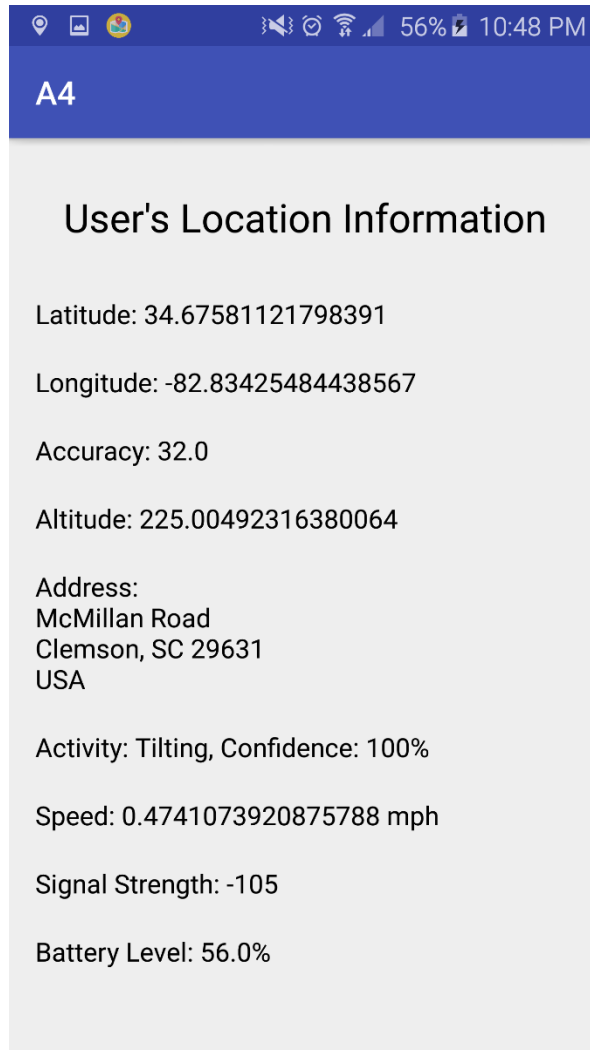 56% 10:48 PM
A4
User's Location Information
Latitude: 34.67581121798391
Longitude: -82.83425484438567
Accuracy: 32.0
Altitude: 225.00492316380064
Address:
McMillan Road
Clemson, SC 29631
USA
Activity: Tilting, Confidence: 100%
Speed: 0.4741073920875788 mph
Signal Strength: -105
Battery Level: 56.0%